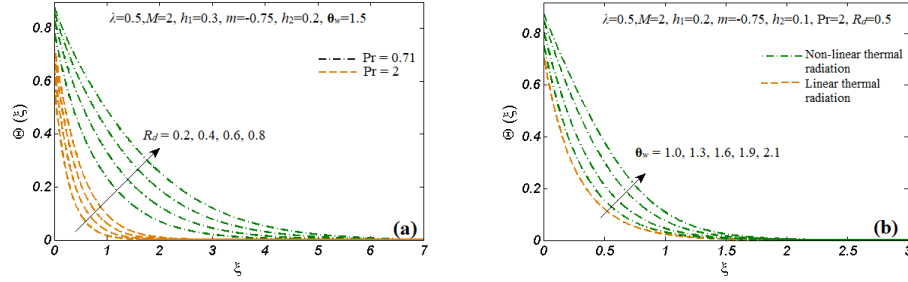 λ=0.5,M=2, h1=0.3, m=-0.75, h2=0.2, θw=1.5
0.8
0.6
0.4
0.2
0
Θ (ξ)
Pr = 0.71
Pr = 2
Rd = 0.2, 0.4, 0.6, 0.8
(a)
0 1 2 3 4 5 6 7
ξ
λ=0.5,M=2, h1=0.2, m=-0.75, h2=0.1, Pr=2, Rd=0.5
0.8
0.6
0.4
0.2
0
Θ (ξ)
Non-linear thermal
radiation
Linear thermal
radiation
θw = 1.0, 1.3, 1.6, 1.9, 2.1
(b)
0 0.5 1 1.5 2 2.5 3
ξ